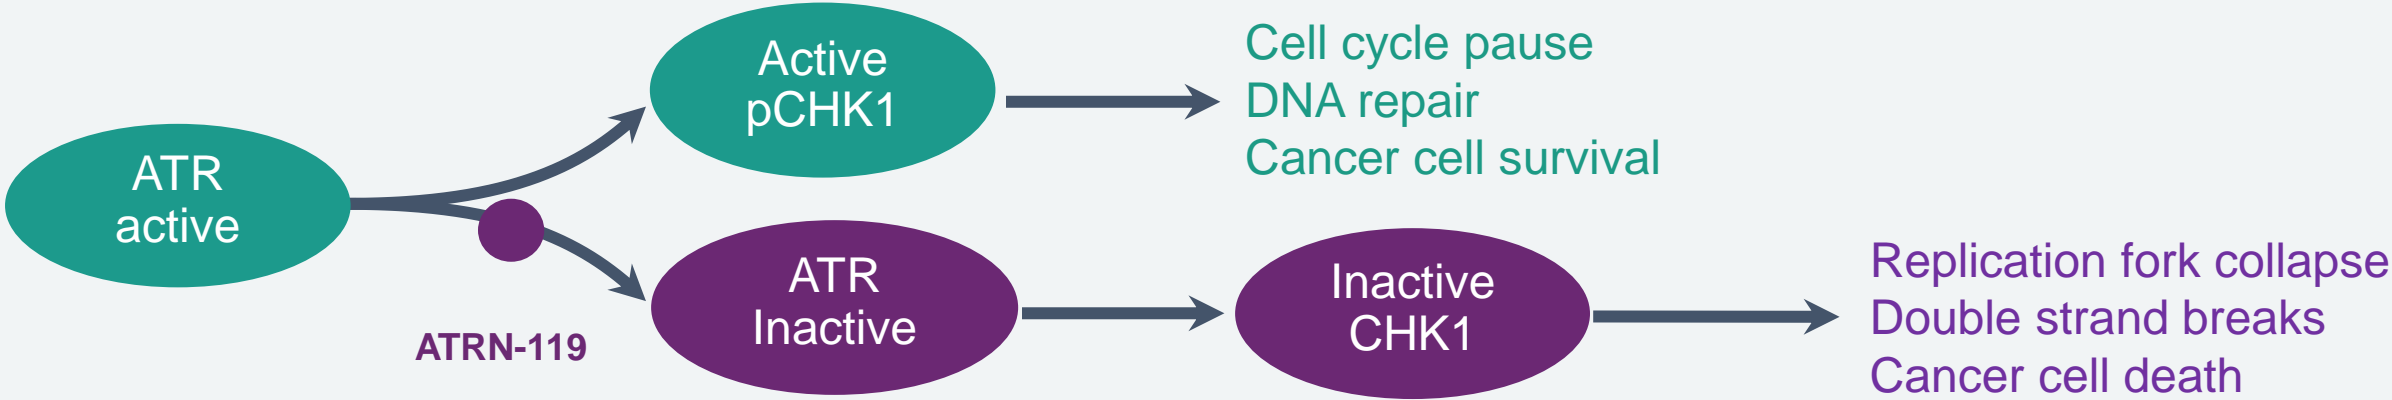 ATR
active
Active
pCHK1
Cell cycle pause
DNA repair
Cancer cell survival
ATRN-119
ATR
Inactive
Inactive
CHK1
Replication fork collapse
Double strand breaks
Cancer cell death